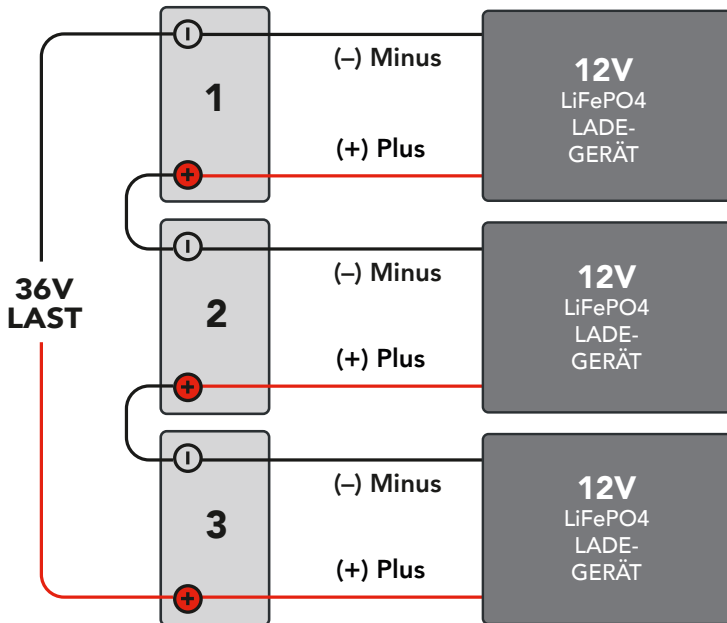 1
(–) Minus
(+) Plus
12V
LiFePO4
LADE-
GERÄT
36V
LAST
2
(–) Minus
(+) Plus
12V
LiFePO4
LADE-
GERÄT
3
(–) Minus
(+) Plus
12V
LiFePO4
LADE-
GERÄT